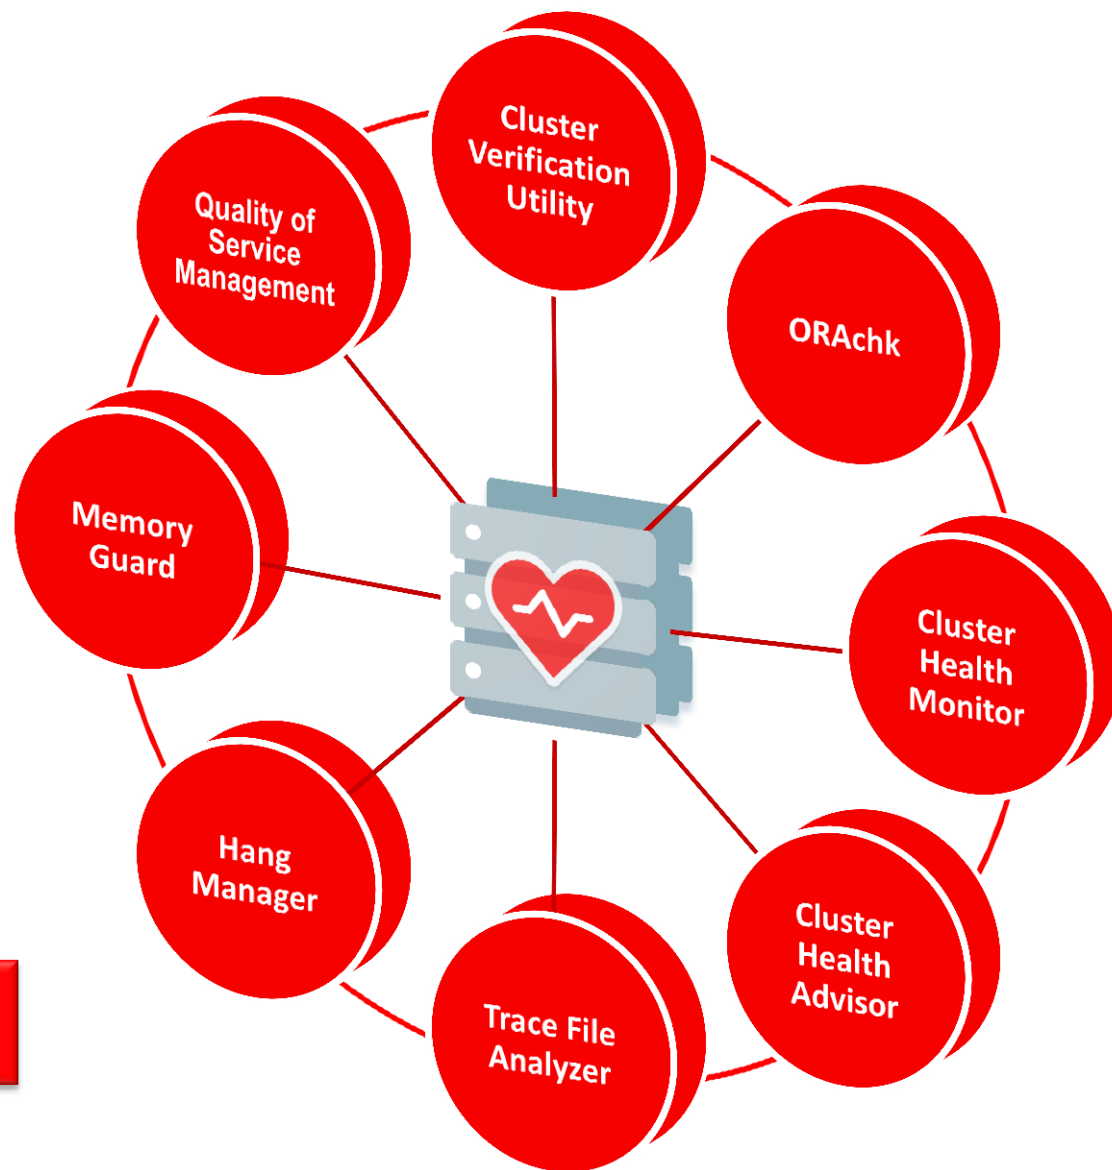 Cluster
Verification
Utility
Quality of
Service
Management
ORAchk
Memory
Guard
Cluster
Health
Monitor
Hang
Manager
Cluster
Health
Advisor
Trace File
Analyzer